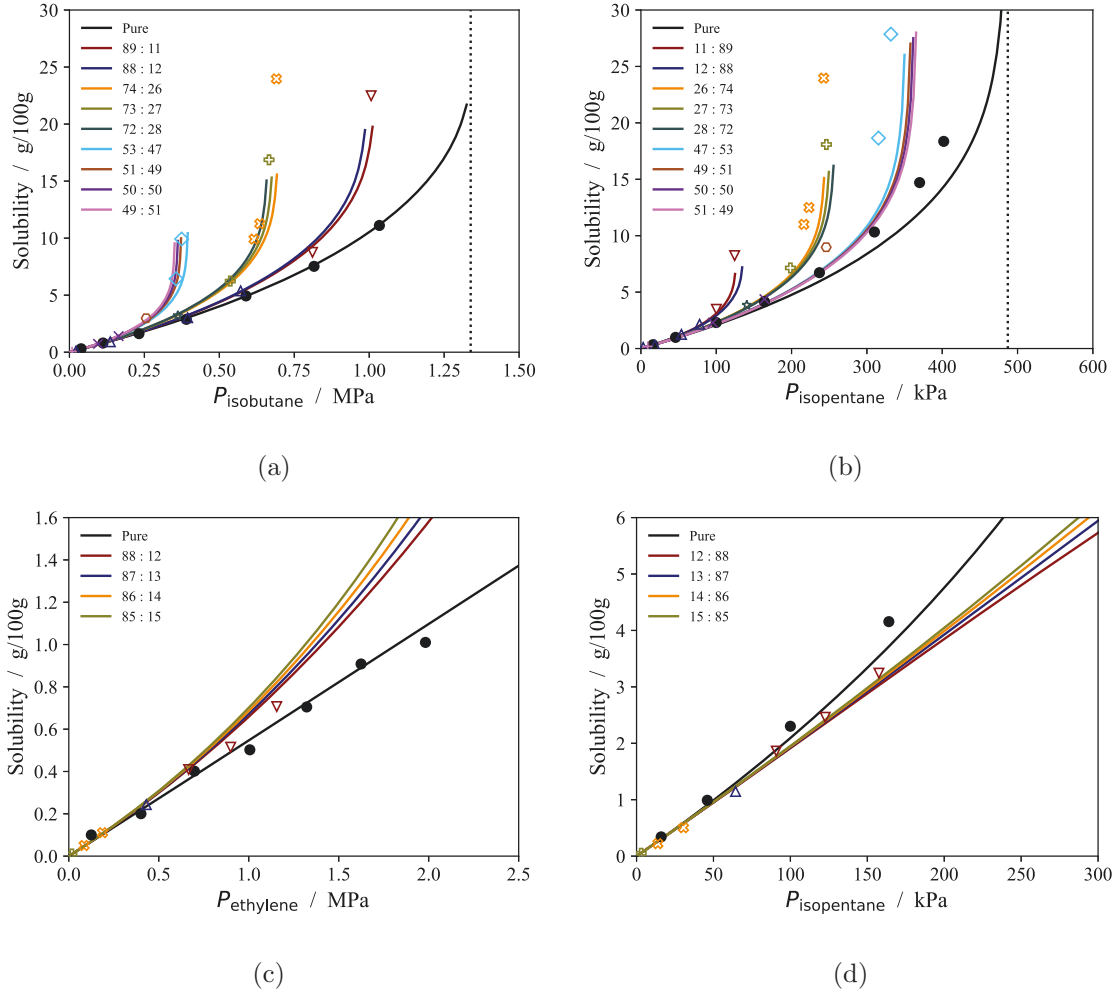 30
25
20
15
10
5
0
Solubility / g/100g
Pure
89 : 11
88 : 12
74 : 26
73 : 27
72 : 28
53 : 47
51 : 49
50 : 50
49 : 51
0.00 0.25 0.50 0.75 1.00 1.25 1.50
Pisobutane / MPa
(a)
30
25
20
15
10
5
0
Solubility / g/100g
Pure
11 : 89
12 : 88
26 : 74
27 : 73
28 : 72
47 : 53
49 : 51
50 : 50
51 : 49
0 100 200 300 400 500 600
Pisopentane / kPa
(b)
1.6
1.4
1.2
1.0
0.8
0.6
0.4
0.2
0.0
Solubility / g/100g
Pure
88 : 12
87 : 13
86 : 14
85 : 15
0.0 0.5 1.0 1.5 2.0 2.5
Pethylene / MPa
(c)
6
5
4
3
2
1
0
Solubility / g/100g
Pure
12 : 88
13 : 87
14 : 86
15 : 85
0 50 100 150 200 250 300
Pisopentane / kPa
(d)